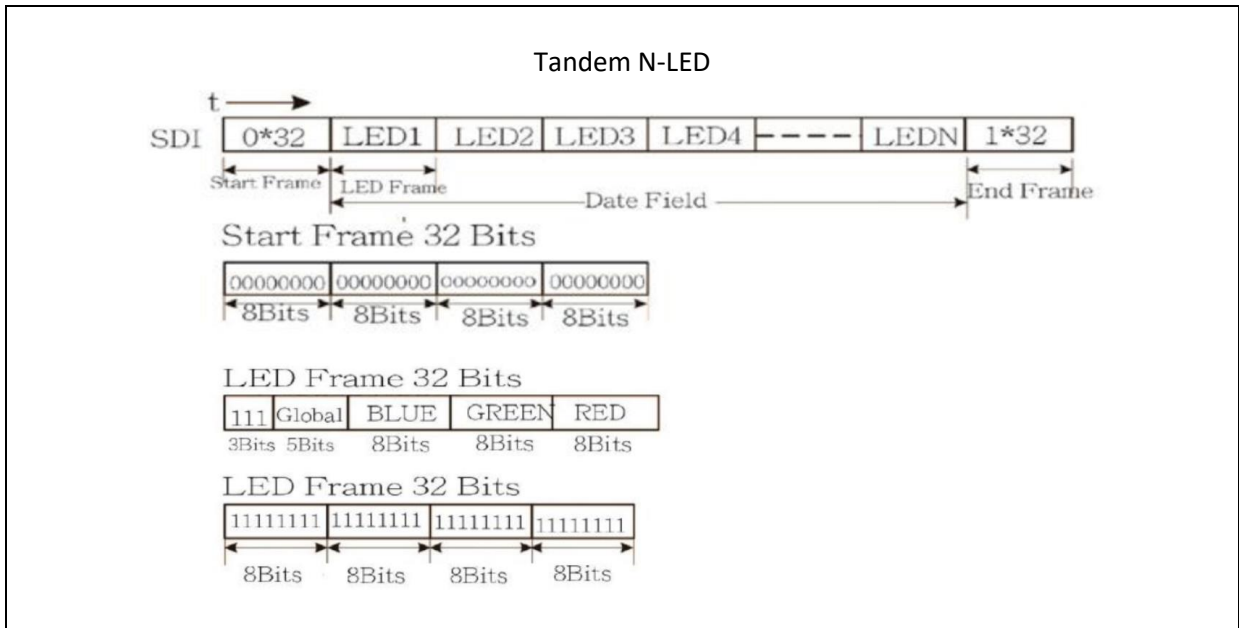 Tandem N-LED
t
SDI 0*32 LED1 LED2 LED3 LED4 LEDN 1*32
Start Frame LED Frame End Frame
Date Field
Start Frame 32 Bits
00000000 00000000 00000000 00000000
8Bits 8Bits 8Bits 8Bits
LED Frame 32 Bits
111 Global BLUE GREEN RED
3Bits 5Bits 8Bits 8Bits 8Bits
LED Frame 32 Bits
11111111 11111111 11111111 11111111
8Bits 8Bits 8Bits 8Bits